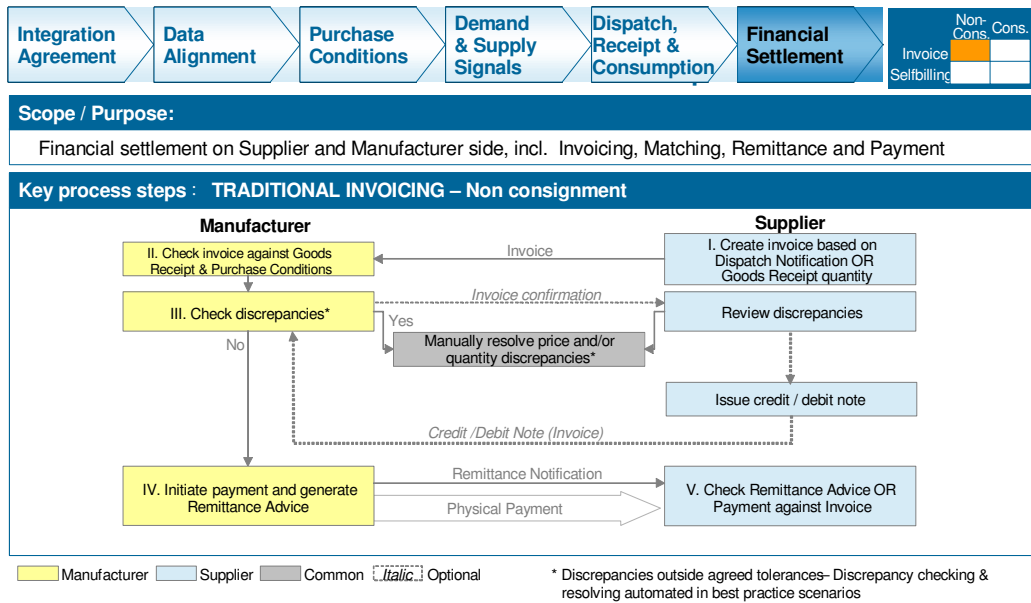 Integration
Agreement
Data
Alignment
Purchase
Conditions
Demand
& Supply
Signals
Dispatch,
Receipt &
Consumption
Financial
Settlement
Non-
Cons.
Cons.
Invoice
Selfbilling
Scope / Purpose:
Financial settlement on Supplier and Manufacturer side, incl. Invoicing, Matching, Remittance and Payment
Key process steps : TRADITIONAL INVOICING – Non consignment
Manufacturer
Supplier
II. Check invoice against Goods
Receipt & Purchase Conditions
Invoice
I. Create invoice based on
Dispatch Notification OR
Goods Receipt quantity
III. Check discrepancies*
Invoice confirmation
Review discrepancies
Yes
Manually resolve price and/or
quantity discrepancies*
No
Issue credit / debit note
Credit /Debit Note (Invoice)
IV. Initiate payment and generate
Remittance Advice
Remittance Notification
Physical Payment
V. Check Remittance Advice OR
Payment against Invoice
Manufacturer
Supplier
Common
Italic
Optional
* Discrepancies outside agreed tolerances– Discrepancy checking &
resolving automated in best practice scenarios